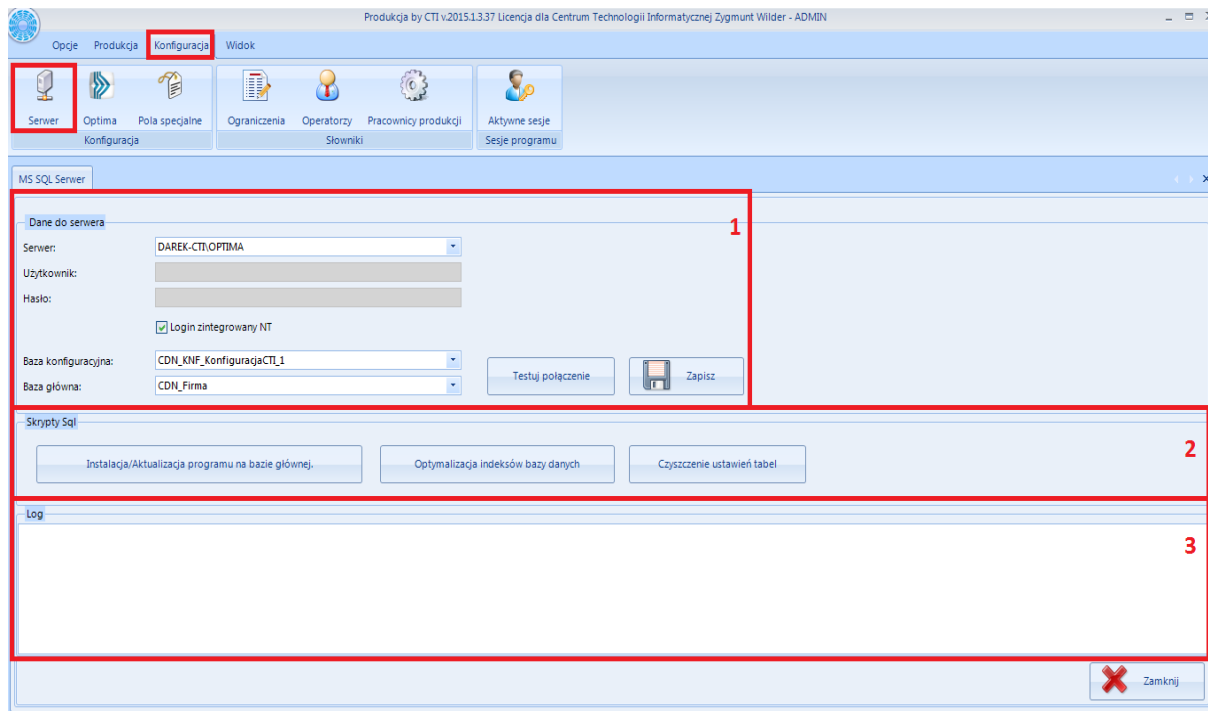 Produkcja by CTI v.2015.1.3.37 Licencja dla Centrum Technologii Informatycznej Zygmunt Wilder - ADMIN
Opcje Produkcja Konfiguracja Widok
Serwer Optima Pola specjalne Ograniczenia Operatorzy Pracownicy produkcji Aktywne sesje
Konfiguracja Słowniki Sesje programu
MS SQL Serwer
1
Dane do serwera
Serwer: DAREK-CTI\OPTIMA
Użytkownik:
Hasło:
Login zintegrowany NT
Baza konfiguracyjna: CDN_KNF_KonfiguracjaCTI_1
Baza główna: CDN_Firma
Testuj połączenie Zapisz
Skrypty Sql
2
Instalacja/Aktualizacja programu na bazie głównej. Optymalizacja indeksów bazy danych Czyszczenie ustawień tabel
Log
3
Zamknij